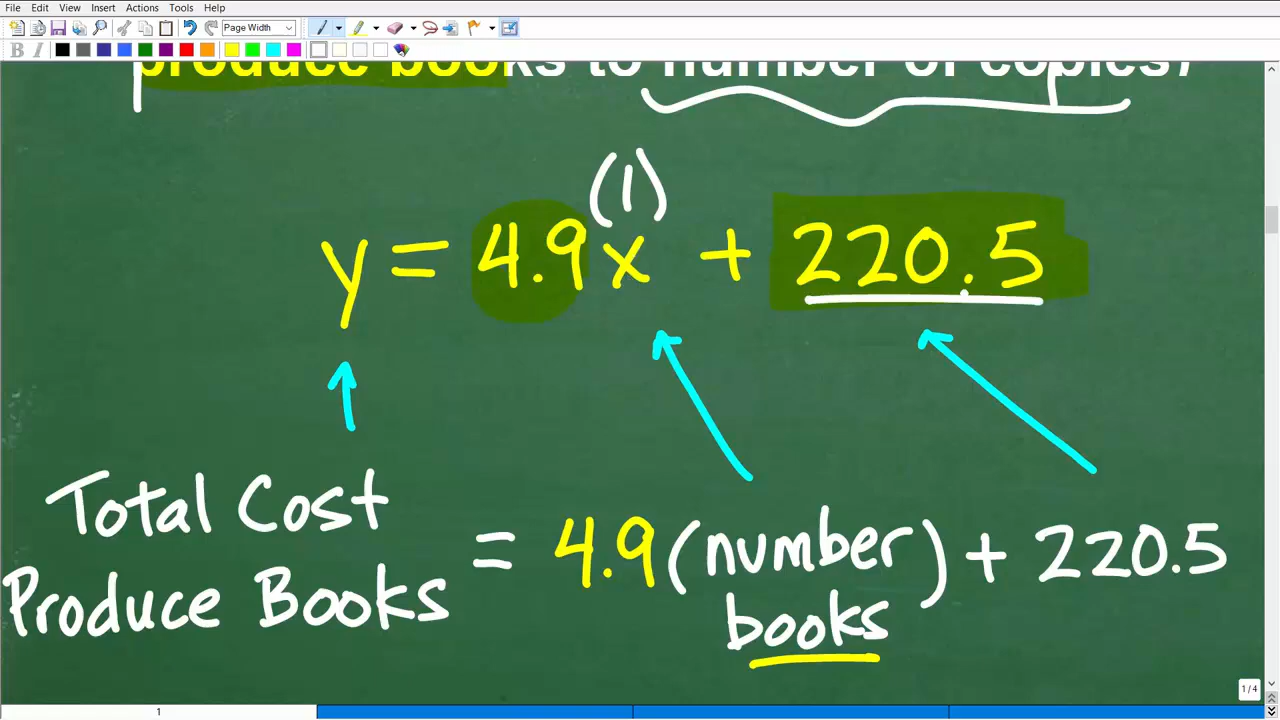 File Edit View Insert Actions Tools Help
Page Width
B I
produce books to number of copies?
(1)
y = 4.9x + 220.5
Total Cost
Produce Books
= 4.9 (number books) + 220.5
1/4
1